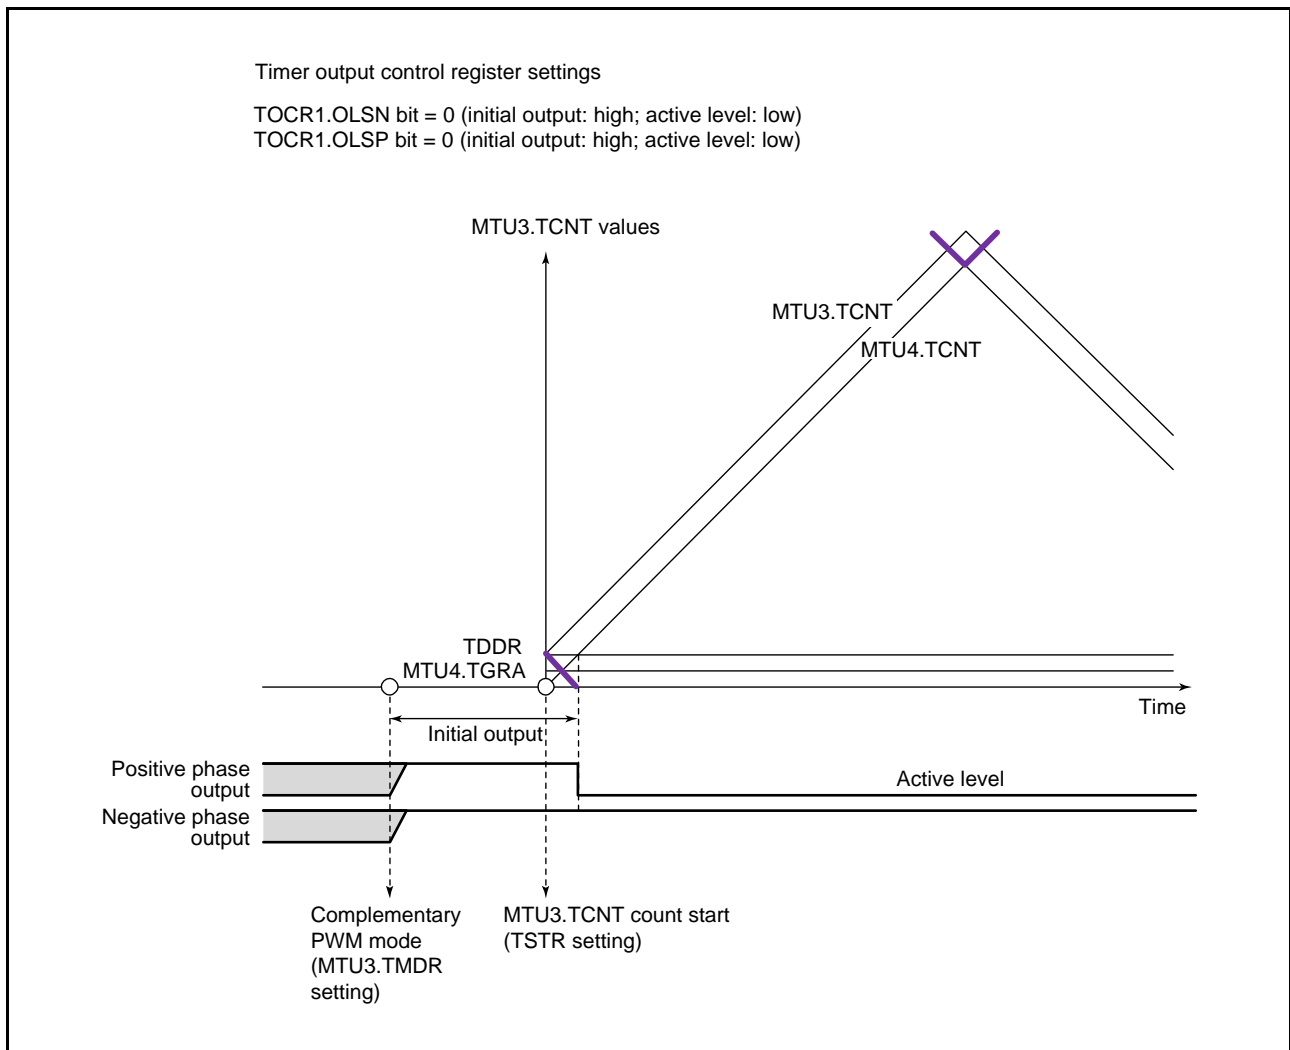 Timer output control register settings
TOCR1.OLSN bit = 0 (initial output: high; active level: low)
TOCR1.OLSP bit = 0 (initial output: high; active level: low)
MTU3.TCNT values
MTU3.TCNT
MTU4.TCNT
TDDR
MTU4.TGRA
Time
Initial output
Positive phase
output
Active level
Negative phase
output
Complementary
PWM mode
(MTU3.TMDR
setting)
MTU3.TCNT count start
(TSTR setting)